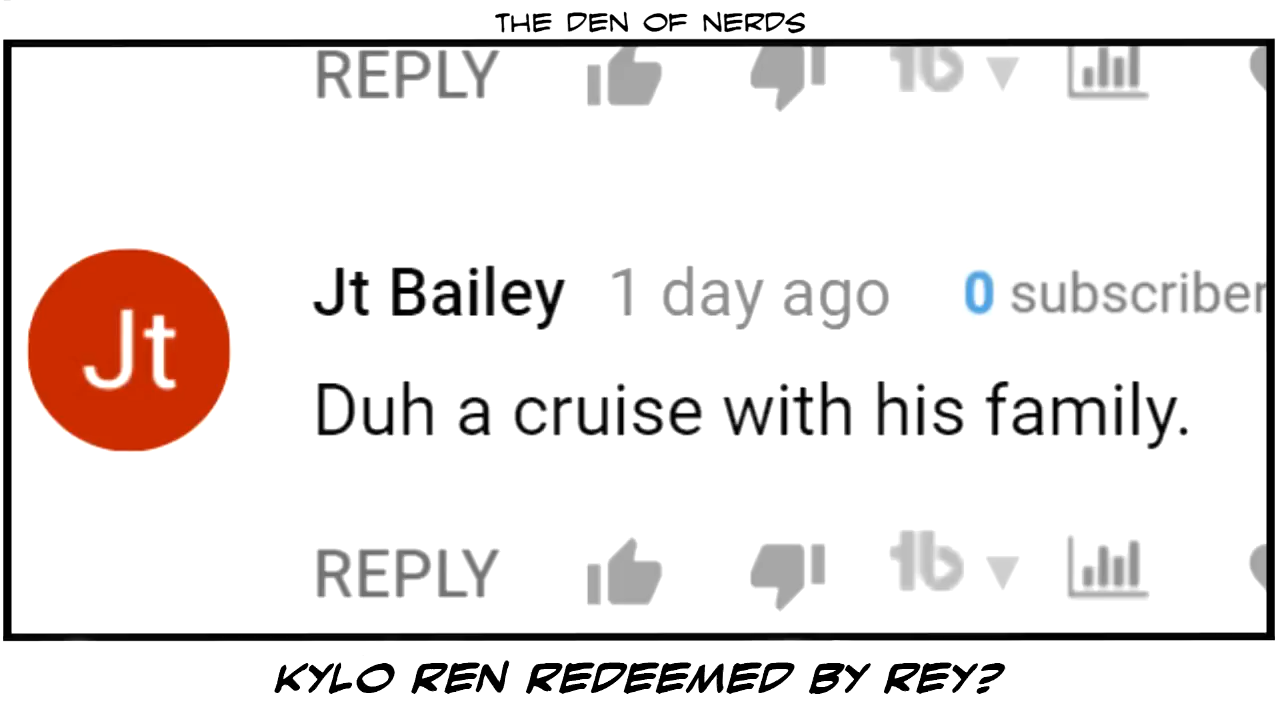 THE DEN OF NERDS
REPLY
Jt
Jt Bailey 1 day ago 0 subscriber
Duh a cruise with his family.
REPLY
KYLO REN REDEEMED BY REY?